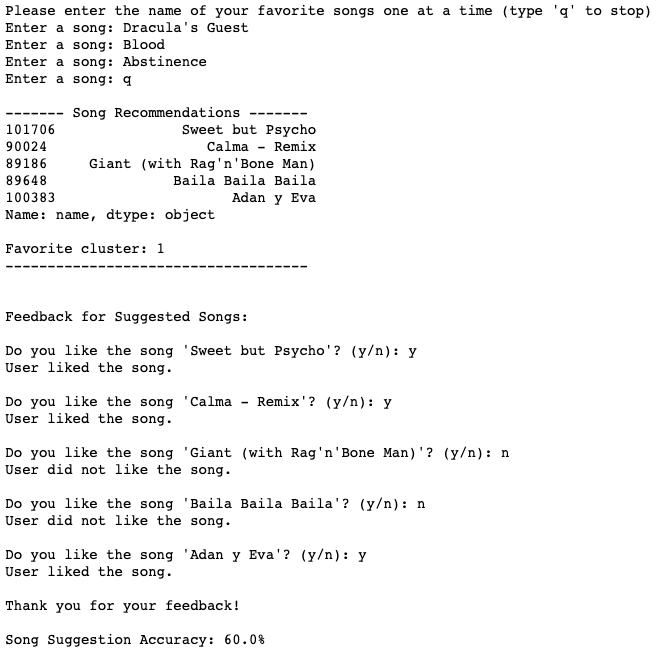 Please enter the name of your favorite songs one at a time (type 'q' to stop)
Enter a song: Dracula's Guest
Enter a song: Blood
Enter a song: Abstinence
Enter a song: q
------- Song Recommendations -------
101706 Sweet but Psycho
90024 Calma - Remix
89186 Giant (with Rag'n'Bone Man)
89648 Baila Baila Baila
100383 Adan y Eva
Name: name, dtype: object
Favorite cluster: 1
------------------------------------
Feedback for Suggested Songs:
Do you like the song 'Sweet but Psycho'? (y/n): y
User liked the song.
Do you like the song 'Calma - Remix'? (y/n): y
User liked the song.
Do you like the song 'Giant (with Rag'n'Bone Man)'? (y/n): n
User did not like the song.
Do you like the song 'Baila Baila Baila'? (y/n): n
User did not like the song.
Do you like the song 'Adan y Eva'? (y/n): y
User liked the song.
Thank you for your feedback!
Song Suggestion Accuracy: 60.0%